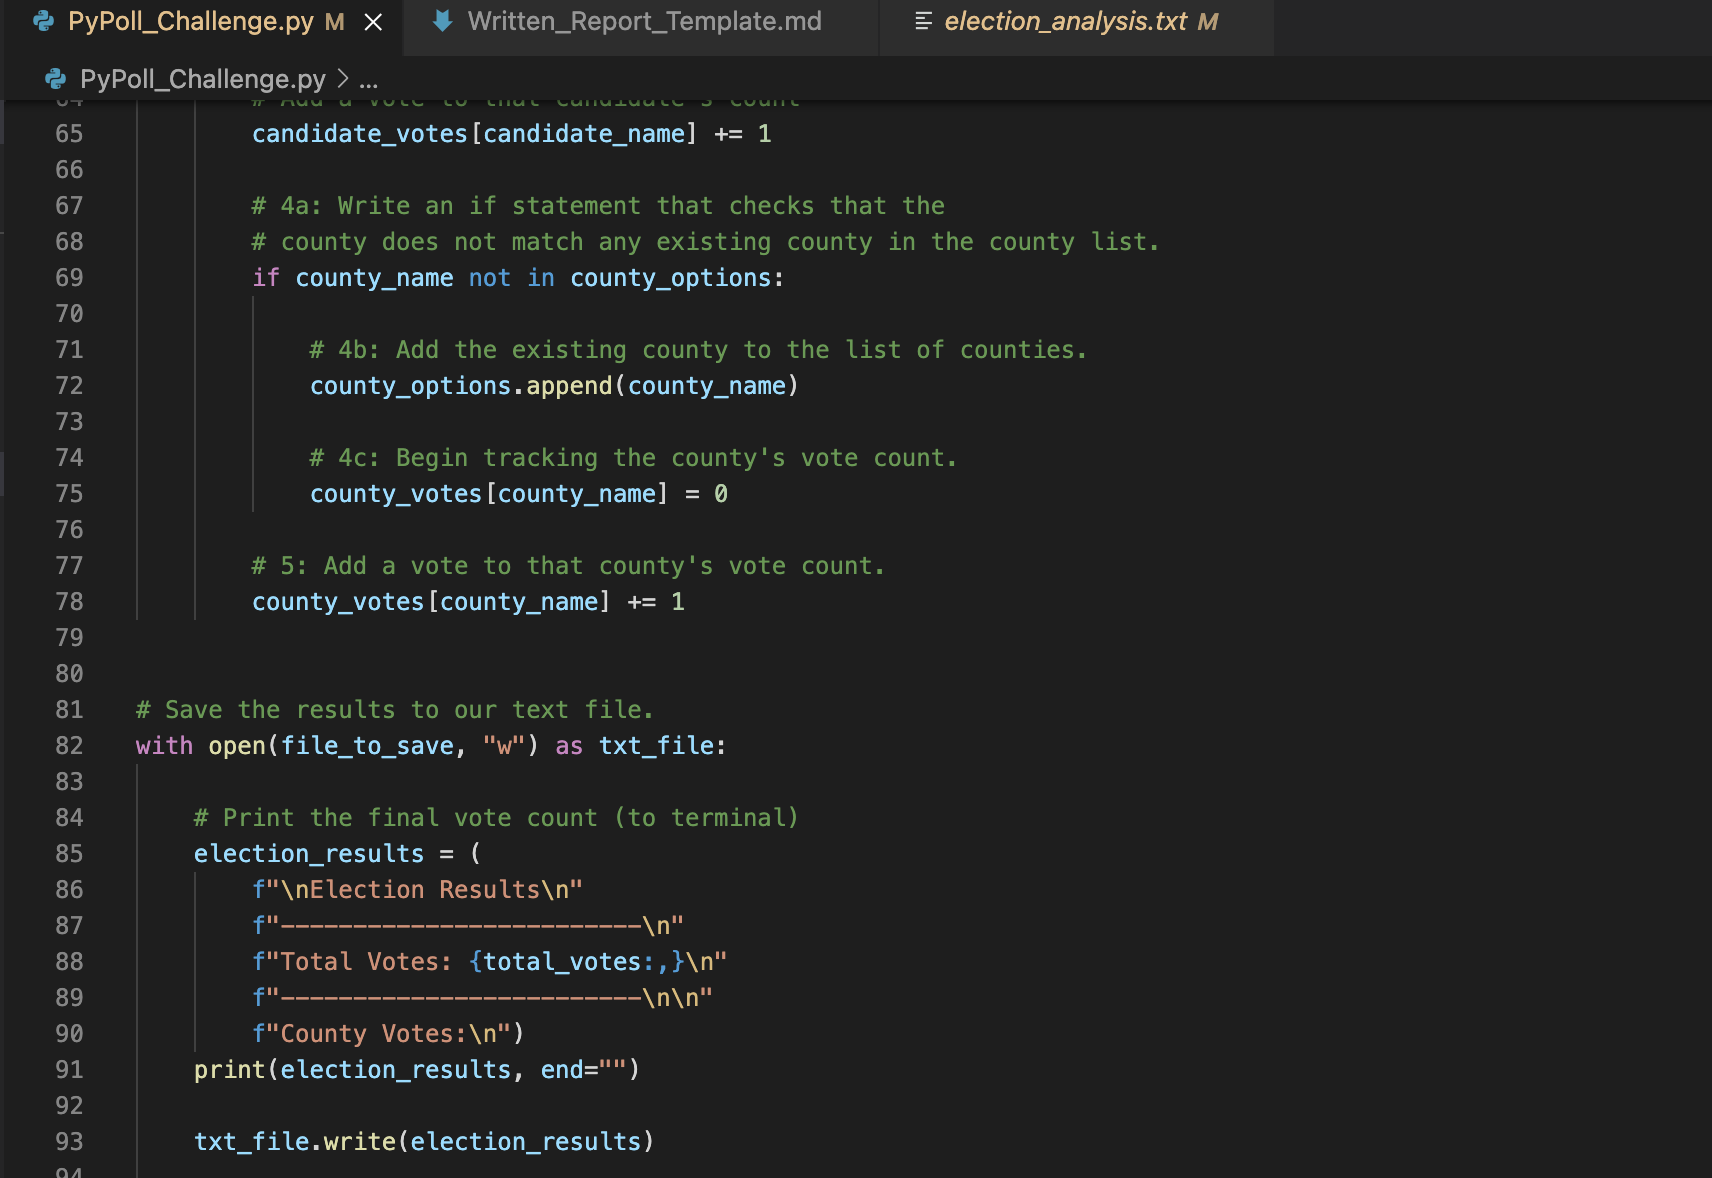 PyPoll_Challenge.py M Written_Report_Template.md election_analysis.txt M
PyPoll_Challenge.py > ...
64 # Add a vote to that candidate's count
65 candidate_votes[candidate_name] += 1
66
67 # 4a: Write an if statement that checks that the
68 # county does not match any existing county in the county list.
69 if county_name not in county_options:
70
71 # 4b: Add the existing county to the list of counties.
72 county_options.append(county_name)
73
74 # 4c: Begin tracking the county's vote count.
75 county_votes[county_name] = 0
76
77 # 5: Add a vote to that county's vote count.
78 county_votes[county_name] += 1
79
80
81 # Save the results to our text file.
82 with open(file_to_save, "w") as txt_file:
83
84 # Print the final vote count (to terminal)
85 election_results = (
86 f"\nElection Results\n"
87 f"-------------------------\n"
88 f"Total Votes: {total_votes:,}\n"
89 f"-------------------------\n\n"
90 f"County Votes:\n")
91 print(election_results, end="")
92
93 txt_file.write(election_results)
94